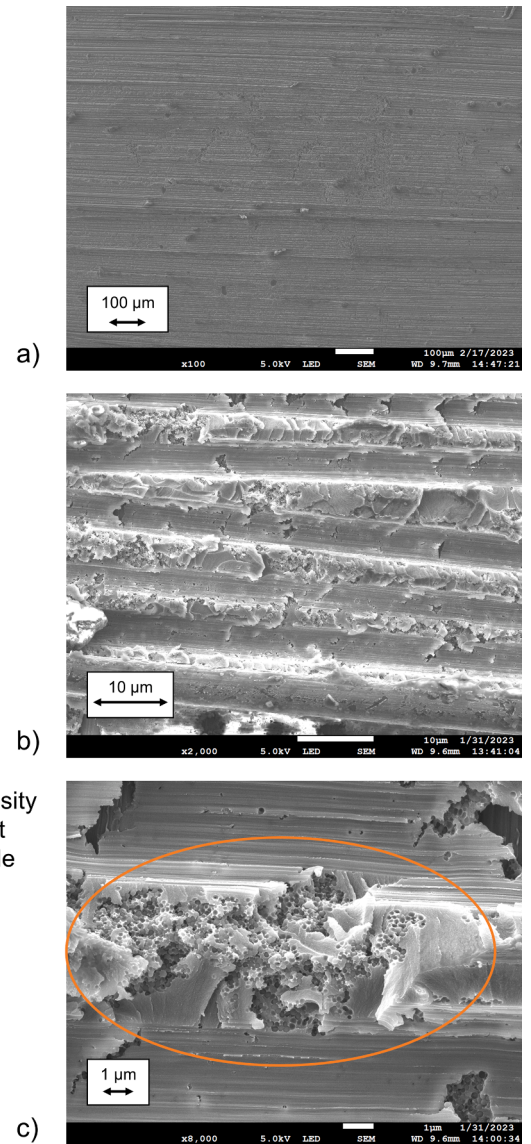 100 µm
100µm 2/17/2023
x100 5.0kV LED SEM WD 9.7mm 14:47:21
a)
10 µm
10µm 1/31/2023
x2,000 5.0kV LED SEM WD 9.6mm 13:41:04
b)
1 µm
1µm 1/31/2023
x8,000 5.0kV LED SEM WD 9.6mm 14:00:39
c)